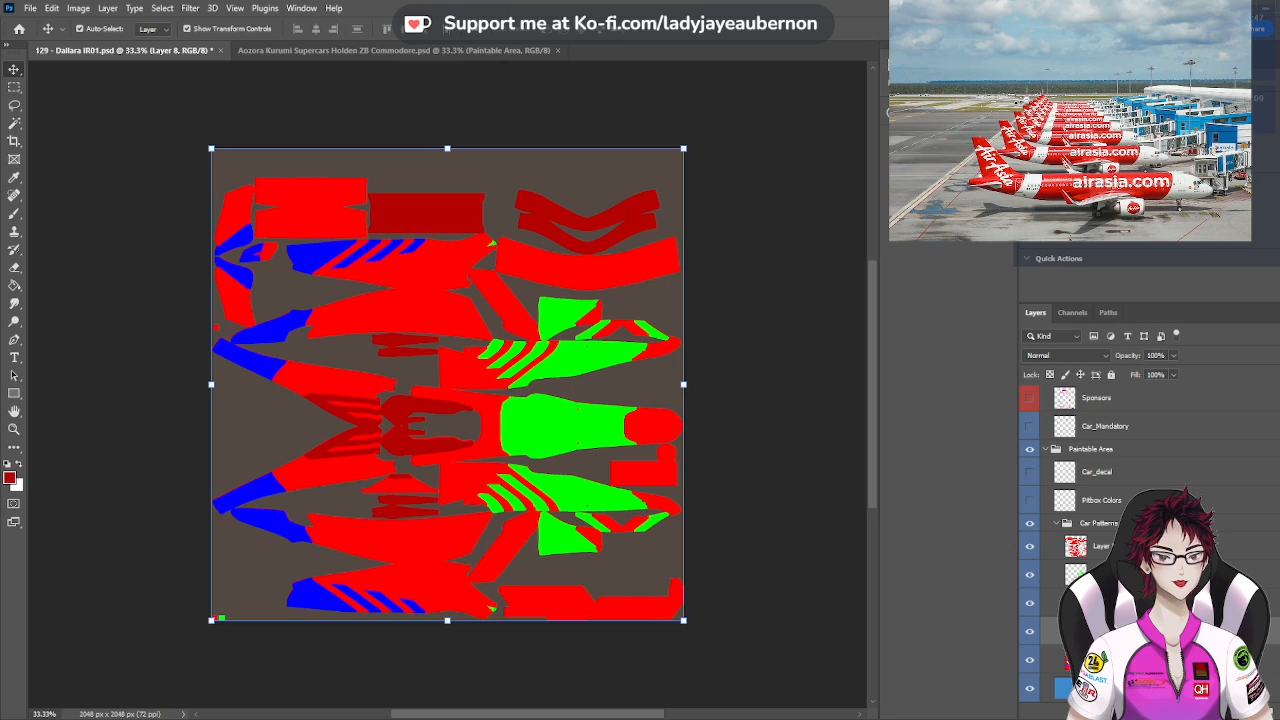 Ps File Edit Image Layer Type Select Filter 3D View Plugins Window Help
Support me at Ko-fi.com/ladyjayeaubernon
Auto-Select: Layer Show Transform Controls
129 - Dallara IR01.psd @ 33.3% (Layer 8, RGB/8) * ×
Aozora Kurumi Supercars Holden ZB Commodore.psd @ 33.3% (Paintable Area, RGB/8) ×
airasia.com
airasia.com
airasia.com
AirAsia
airasia.com
Quick Actions
Layers Channels Paths
Kind
Normal Opacity: 100%
Lock: Fill: 100%
Sponsors
Car_Mandatory
Paintable Area
Car_decal
Pitbox Colors
Car Patterns
Layer
24
QH
33.33% 2048 px x 2048 px (72 ppi)